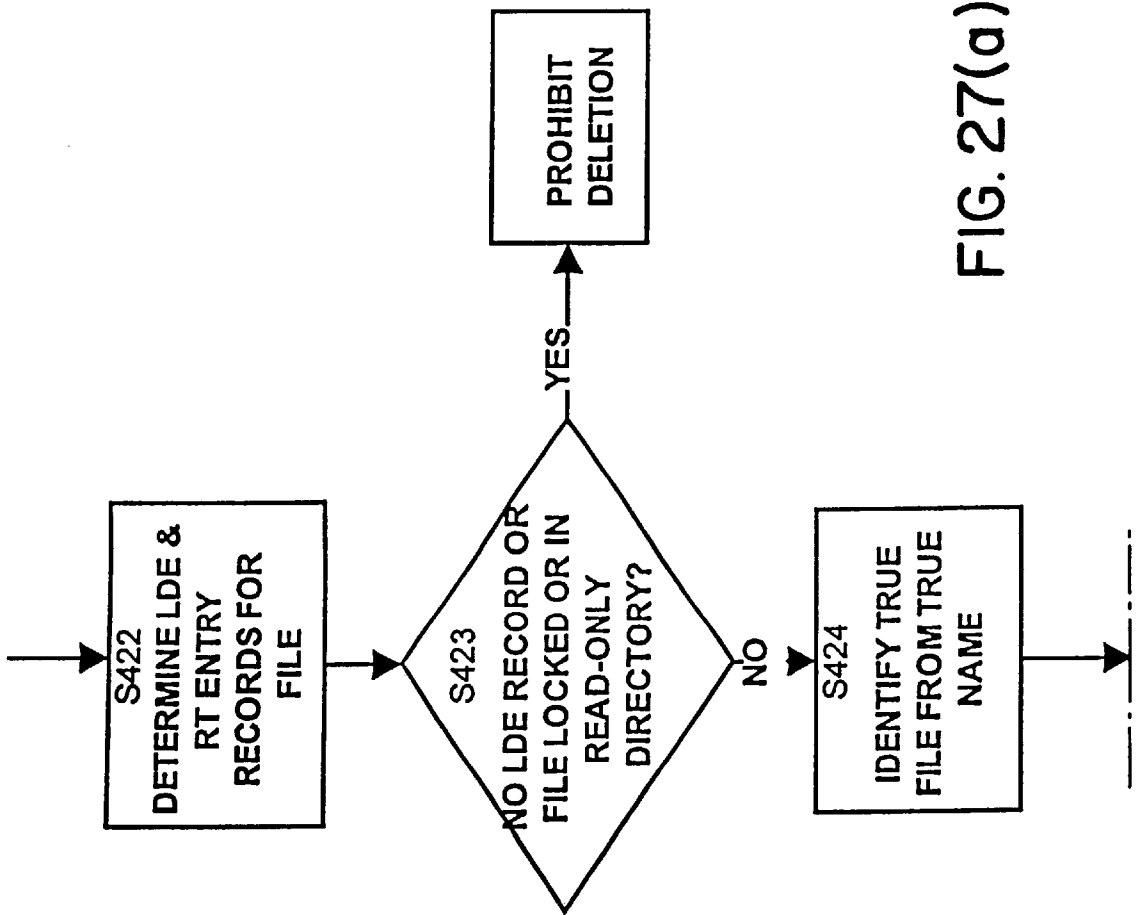 S422
DETERMINE LDE &
RT ENTRY
RECORDS FOR
FILE
S423
NO LDE RECORD OR
FILE LOCKED OR IN
READ-ONLY
DIRECTORY?
YES
PROHIBIT
DELETION
NO
S424
IDENTIFY TRUE
FILE FROM TRUE
NAME
FIG. 27(a)